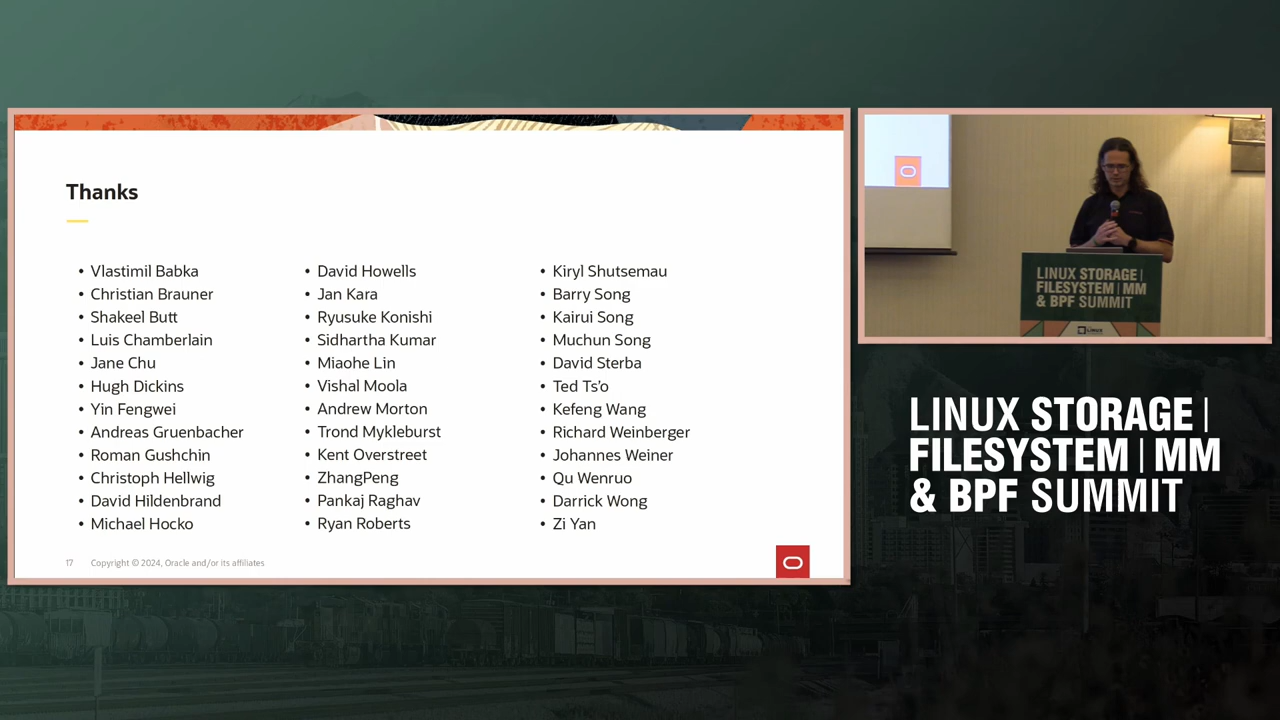 Thanks
• Vlastimil Babka
• Christian Brauner
• Shakeel Butt
• Luis Chamberlain
• Jane Chu
• Hugh Dickins
• Yin Fengwei
• Andreas Gruenbacher
• Roman Gushchin
• Christoph Hellwig
• David Hildenbrand
• Michael Hocko
• David Howells
• Jan Kara
• Ryusuke Konishi
• Sidhartha Kumar
• Miaohe Lin
• Vishal Moola
• Andrew Morton
• Trond Mykleburst
• Kent Overstreet
• ZhangPeng
• Pankaj Raghav
• Ryan Roberts
• Kiryl Shutsemau
• Barry Song
• Kairui Song
• Muchun Song
• David Sterba
• Ted Ts'o
• Kefeng Wang
• Richard Weinberger
• Johannes Weiner
• Qu Wenruo
• Darrick Wong
• Zi Yan
17 Copyright © 2024, Oracle and/or its affiliates
LINUX STORAGE |
FILESYSTEM | MM
& BPF SUMMIT
LINUX
LINUX STORAGE |
FILESYSTEM | MM
& BPF SUMMIT